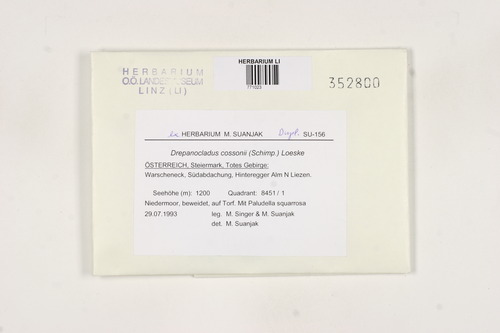 HERBARIUM
O.Ö. LANDESMUSEUM
LINZ (LI)
HERBARIUM LI
771023
352800
ex HERBARIUM M. SUANJAK Dupl. SU-156
Drepanocladus cossonii (Schimp.) Loeske
ÖSTERREICH, Steiermark, Totes Gebirge:
Warscheneck, Südabdachung, Hinteregger Alm N Liezen.
Seehöhe (m): 1200 Quadrant: 8451 / 1
Niedermoor, beweidet, auf Torf. Mit Paludella squarrosa
29.07.1993 leg. M. Singer & M. Suanjak
det. M. Suanjak